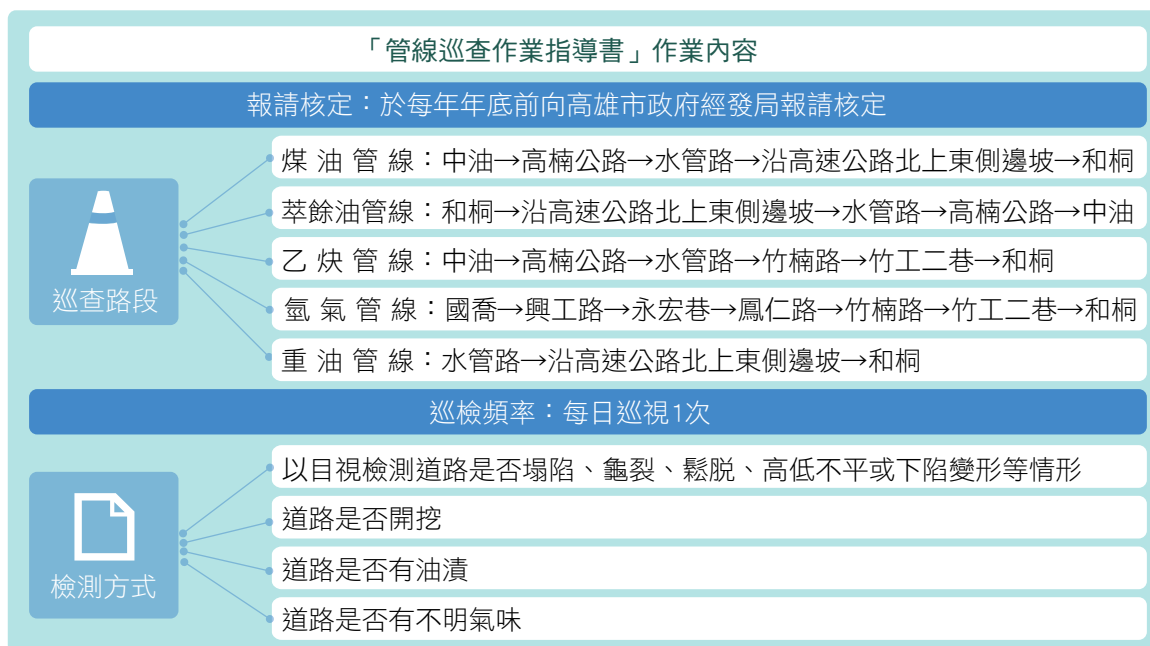 「管線巡查作業指導書」作業內容
報請核定：於每年年底前向高雄市政府經發局報請核定
巡查路段
煤油管線：中油→高楠公路→水管路→沿高速公路北上東側邊坡→和桐
萃餘油管線：和桐→沿高速公路北上東側邊坡→水管路→高楠公路→中油
乙炔管線：中油→高楠公路→水管路→竹楠路→竹工二巷→和桐
氫氣管線：國喬→興工路→永宏巷→鳳仁路→竹楠路→竹工二巷→和桐
重油管線：水管路→沿高速公路北上東側邊坡→和桐
巡檢頻率：每日巡視1次
檢測方式
以目視檢測道路是否塌陷、龜裂、鬆脫、高低不平或下陷變形等情形
道路是否開挖
道路是否有油漬
道路是否有不明氣味